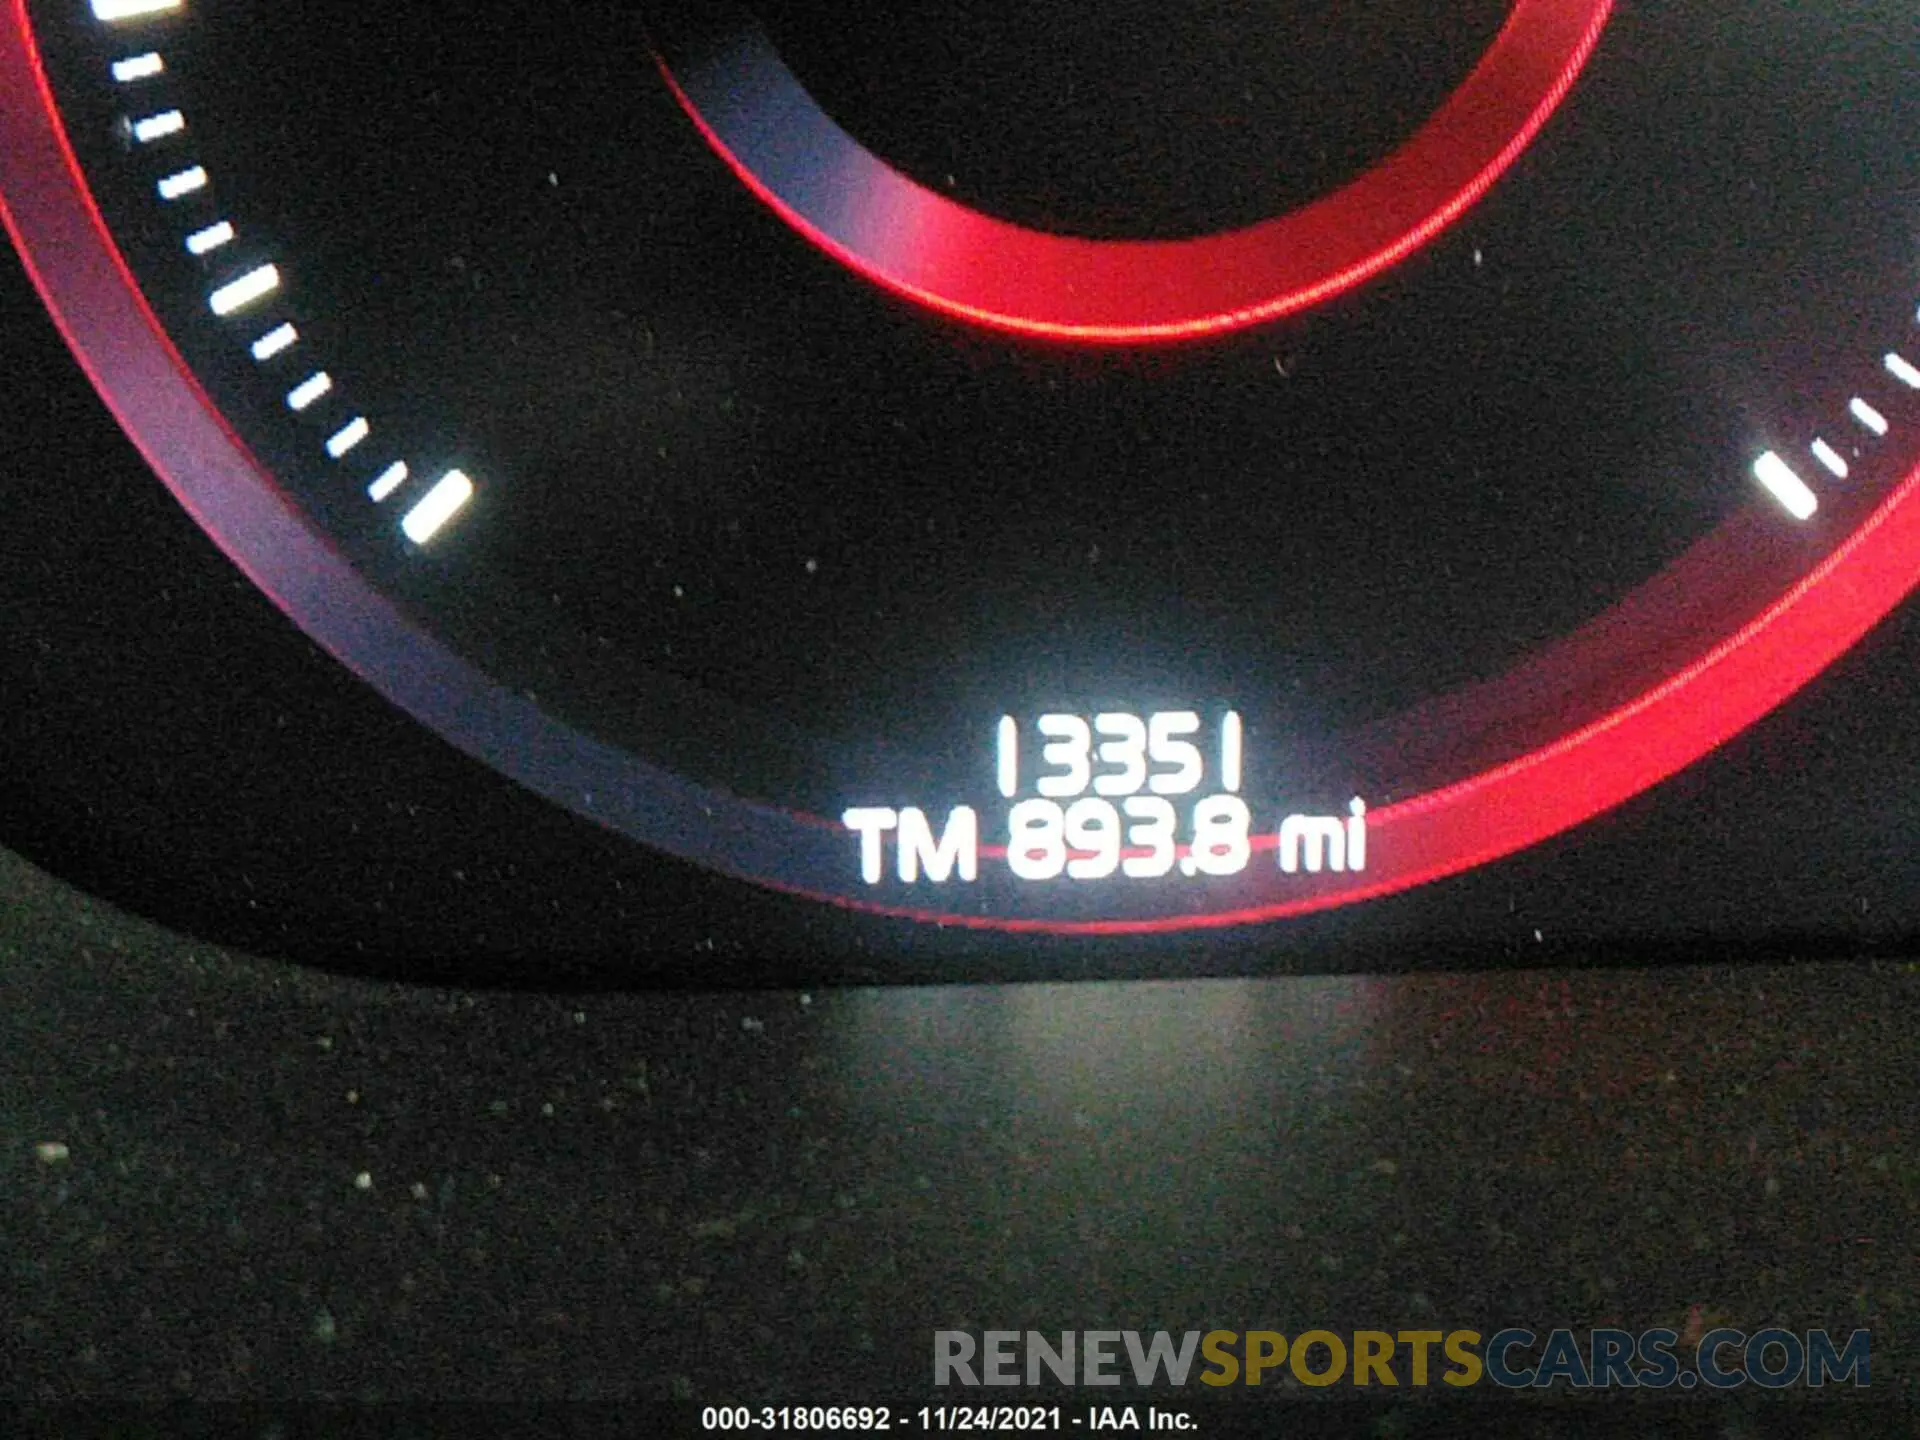 13351
TM 893.8 mi
RENEWSPORTSCARS.COM
000-31806692 - 11/24/2021 - IAA Inc.